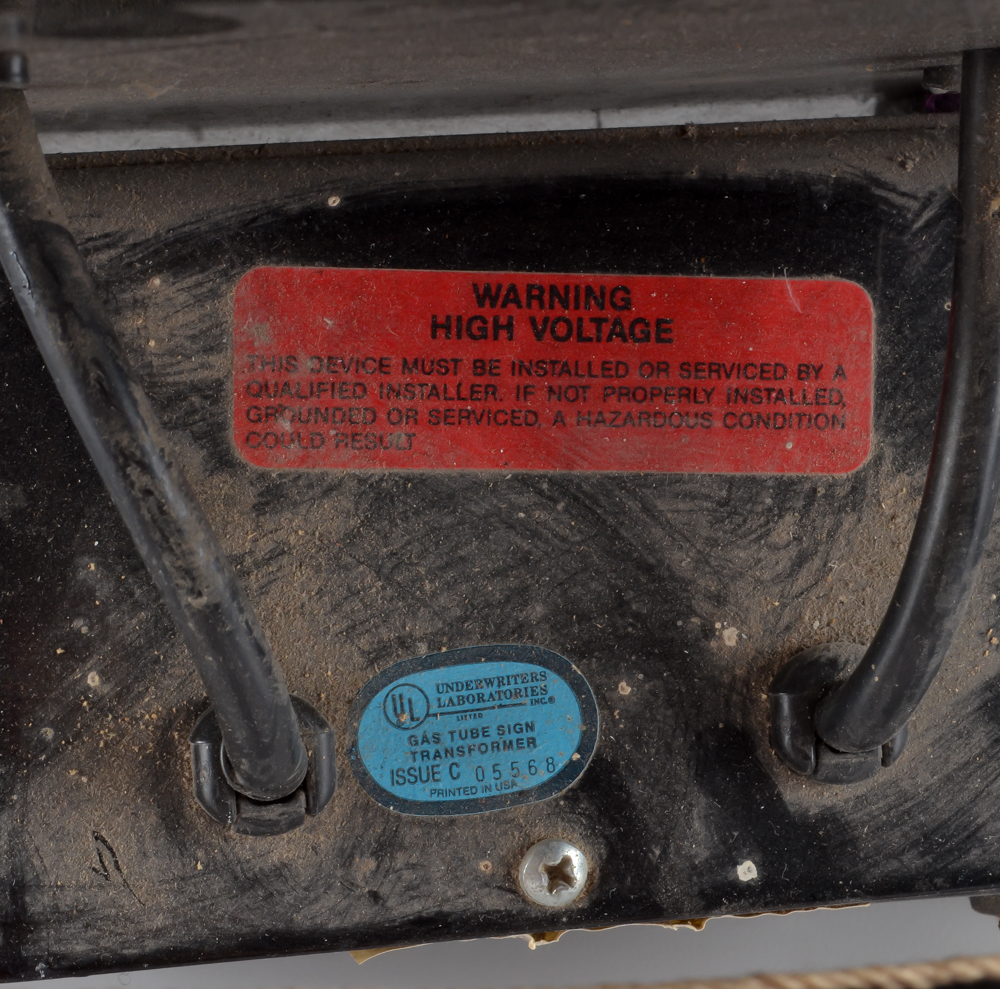 WARNING
HIGH VOLTAGE
THIS DEVICE MUST BE INSTALLED OR SERVICED BY A
QUALIFIED INSTALLER. IF NOT PROPERLY INSTALLED,
GROUNDED OR SERVICED, A HAZARDOUS CONDITION
COULD RESULT
UL
UNDERWRITERS
LABORATORIES
INC.®
LISTED
GAS TUBE SIGN
TRANSFORMER
ISSUE C 05568
PRINTED IN USA